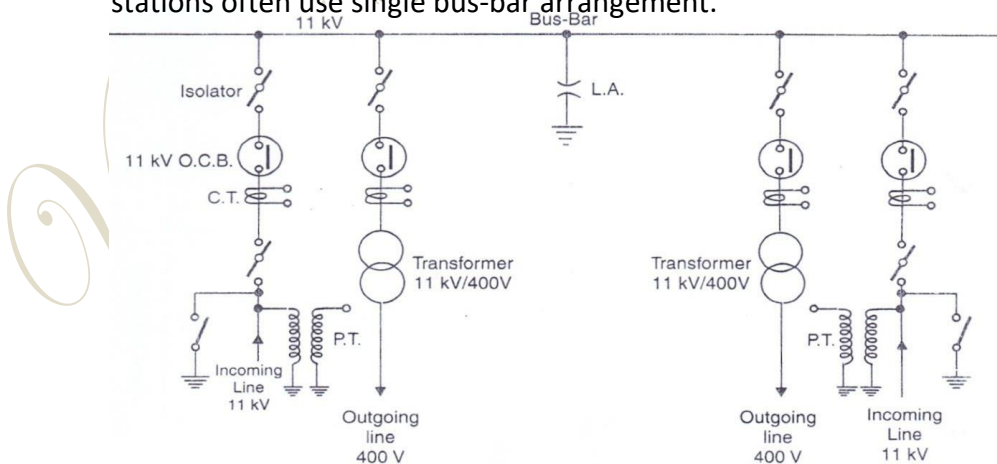 stations often use single bus-bar arrangement.
11 kV
Bus-Bar
Isolator
L.A.
11 kV O.C.B.
C.T.
Transformer
11 kV/400V
Transformer
11 kV/400V
P.T.
P.T.
Incoming
Line
11 kV
Outgoing
line
400 V
Outgoing
line
400 V
Incoming
Line
11 kV